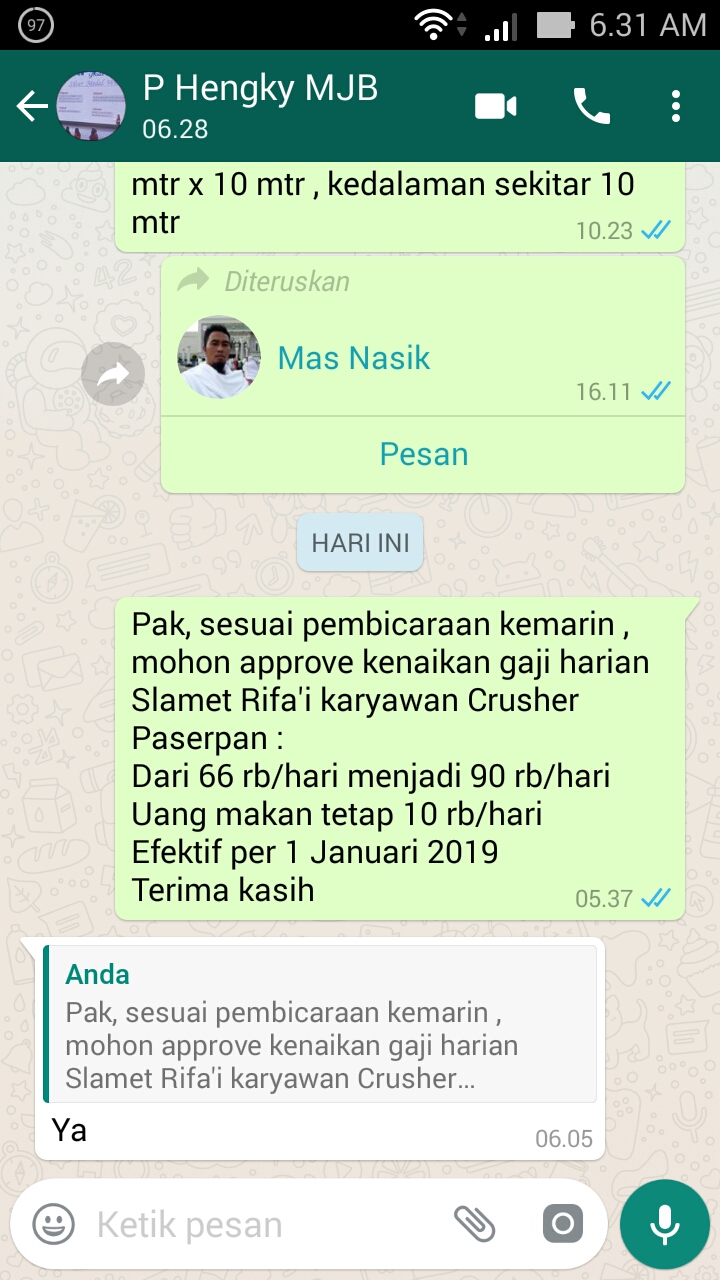 97
6.31 AM
P Hengky MJB
06.28
mtr x 10 mtr , kedalaman sekitar 10
mtr
10.23
Diteruskan
Mas Nasik
16.11
Pesan
HARI INI
Pak, sesuai pembicaraan kemarin ,
mohon approve kenaikan gaji harian
Slamet Rifa'i karyawan Crusher
Paserpan :
Dari 66 rb/hari menjadi 90 rb/hari
Uang makan tetap 10 rb/hari
Efektif per 1 Januari 2019
Terima kasih
05.37
Anda
Pak, sesuai pembicaraan kemarin ,
mohon approve kenaikan gaji harian
Slamet Rifa'i karyawan Crusher...
Ya
06.05
Ketik pesan